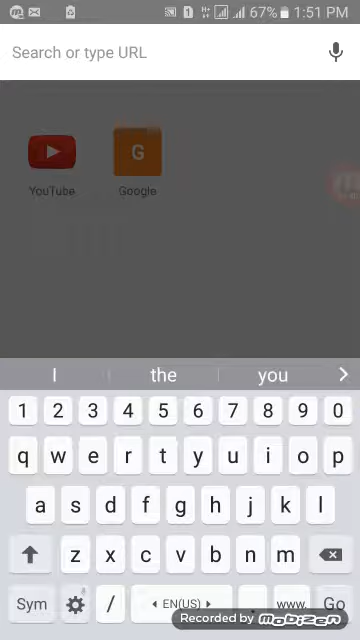 67% 1:51 PM
Search or type URL
G
YouTube Google
I the you
1 2 3 4 5 6 7 8 9 0
q w e r t y u i o p
a s d f g h j k l
z x c v b n m
Sym / EN(US) . www. Go
Recorded by mobizen